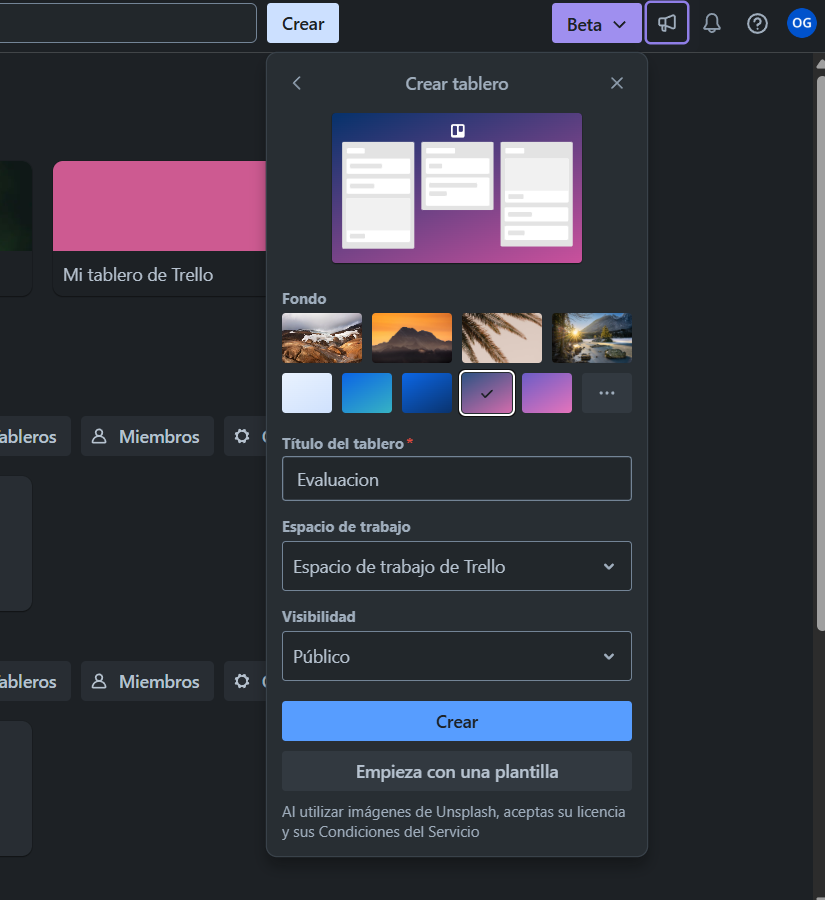 Crear
Beta
OG
Crear tablero
Mi tablero de Trello
Fondo
Título del tablero*
Evaluacion
Espacio de trabajo
Espacio de trabajo de Trello
Visibilidad
Público
Crear
Empieza con una plantilla
Al utilizar imágenes de Unsplash, aceptas su licencia
y sus Condiciones del Servicio
ableros
Miembros
ableros
Miembros